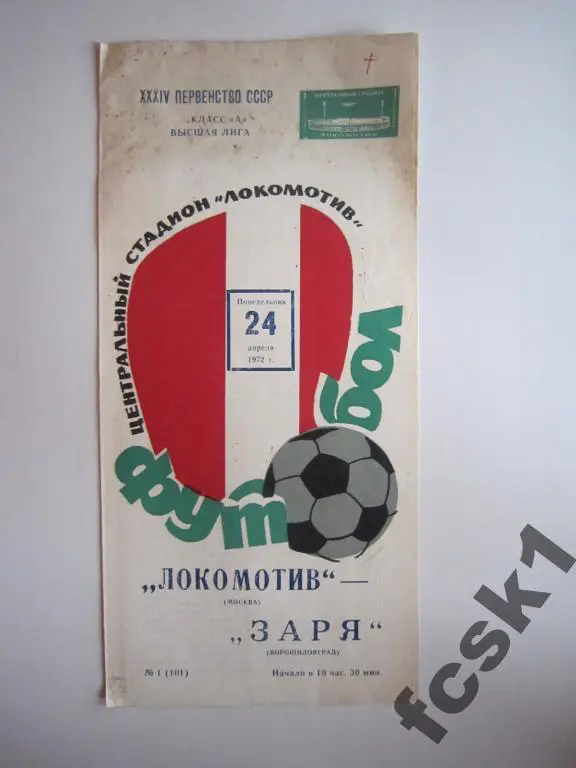 XXXIV ПЕРВЕНСТВО СССР
КЛАСС «А»
ВЫСШАЯ ЛИГА
ЛОКОМОТИВ
ЦЕНТРАЛЬНЫЙ СТАДИОН „ЛОКОМОТИВ“
Понедельник
24
апреля
1972 г.
футбол
„ЛОКОМОТИВ“ —
(МОСКВА)
„ЗАРЯ“
(ВОРОШИЛОВГРАД)
№ 1 (101)
Начало в 19 час. 30 мин.
fcsk1